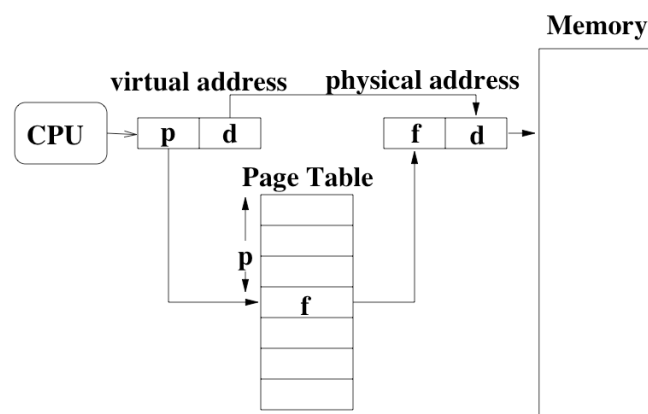 Memory
virtual address
physical address
CPU
p
d
f
d
Page Table
p
f